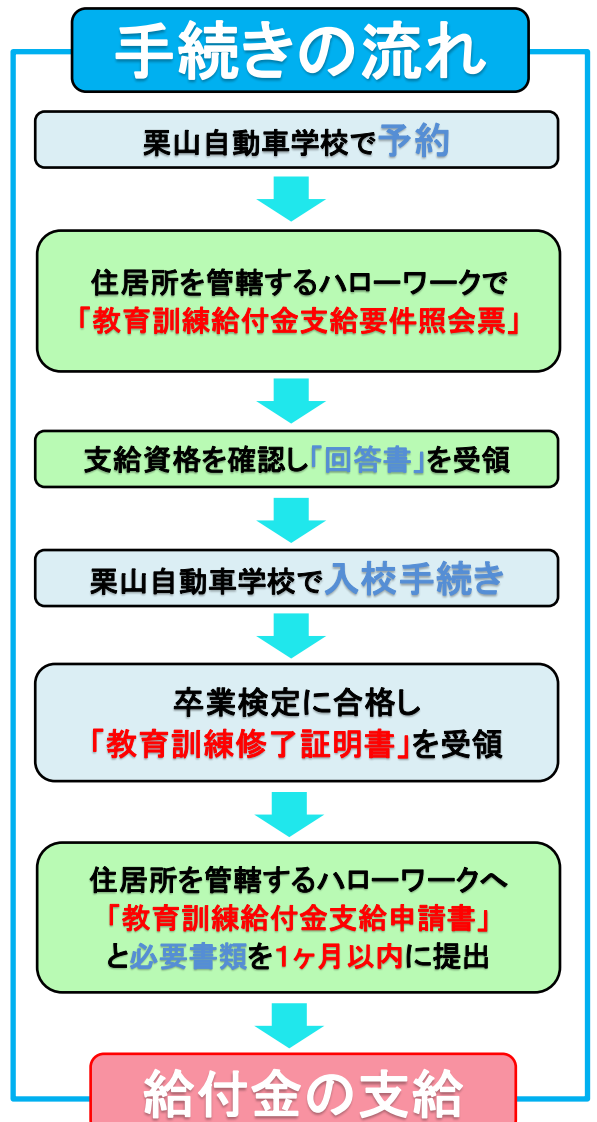 手続きの流れ
栗山自動車学校で予約
住居所を管轄するハローワークで
「教育訓練給付金支給要件照会票」
支給資格を確認し「回答書」を受領
栗山自動車学校で入校手続き
卒業検定に合格し
「教育訓練修了証明書」を受領
住居所を管轄するハローワークへ
「教育訓練給付金支給申請書」
と必要書類を1ヶ月以内に提出
給付金の支給